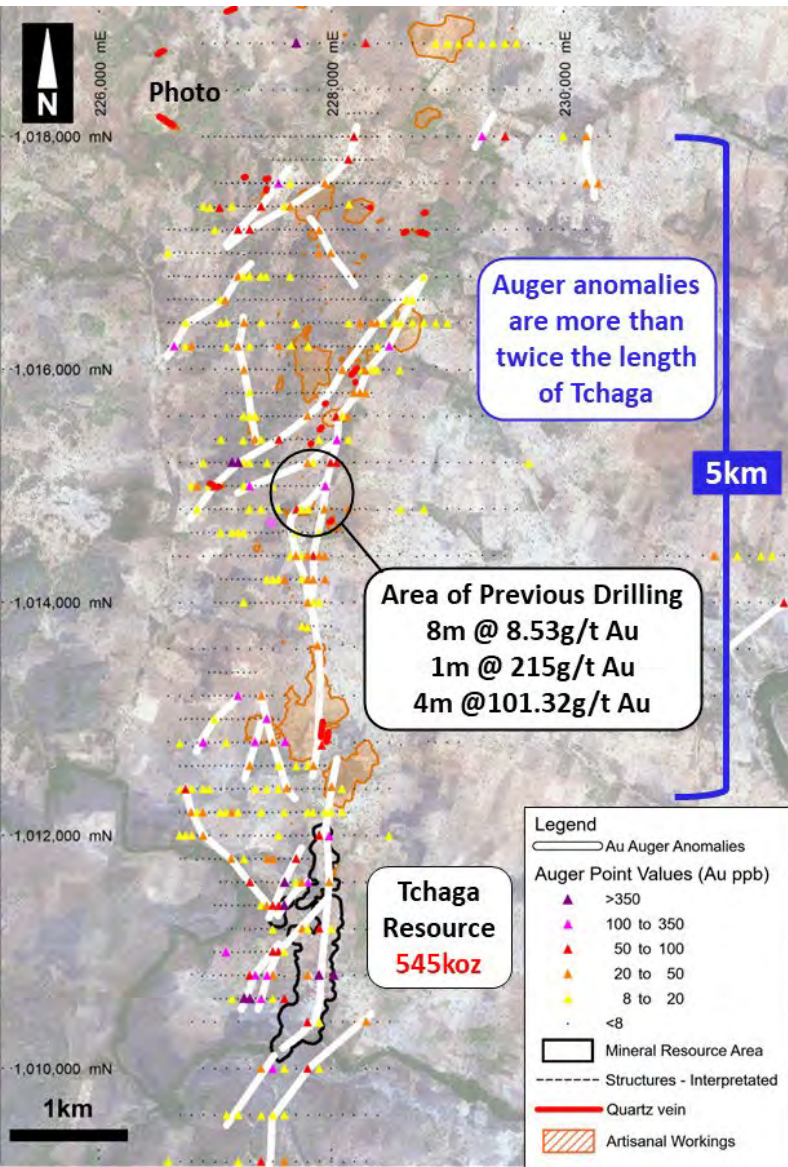 226,000 mE
228,000 mE
230,000 mE
N
Photo
1,018,000 mN
Auger anomalies
are more than
twice the length
of Tchaga
1,016,000 mN
5km
Area of Previous Drilling
8m @ 8.53g/t Au
1m @ 215g/t Au
4m @101.32g/t Au
1,014,000 mN
1,012,000 mN
Tchaga
Resource
545koz
1,010,000 mN
1km
Legend
Au Auger Anomalies
Auger Point Values (Au ppb)
>350
100 to 350
50 to 100
20 to 50
8 to 20
<8
Mineral Resource Area
Structures - Interpretated
Quartz vein
Artisanal Workings